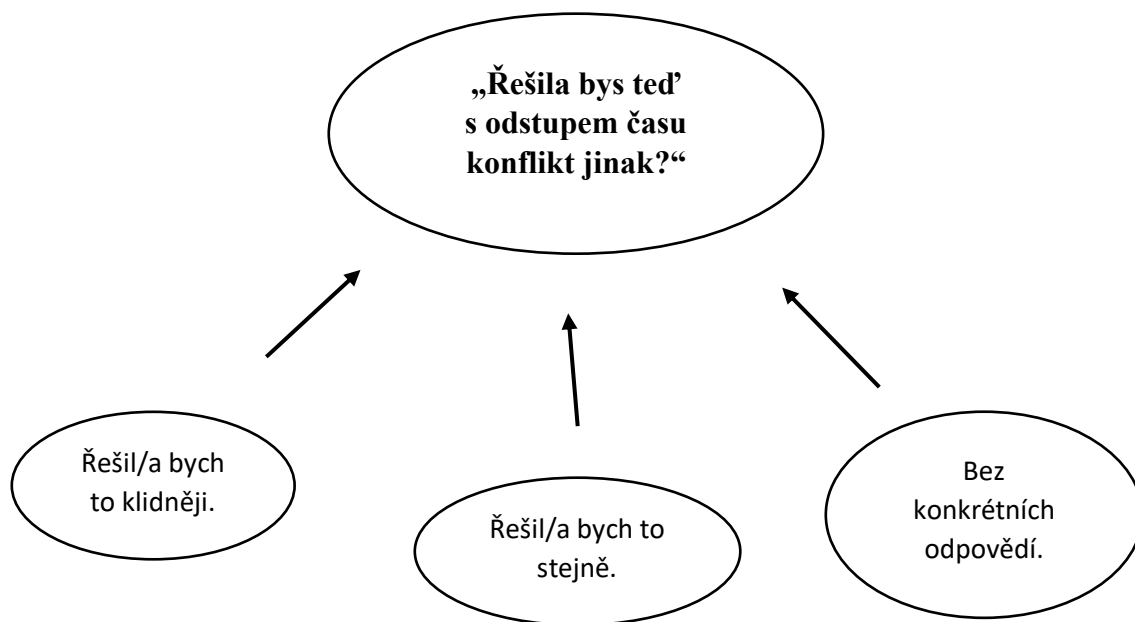 „Řešila bys teď
s odstupem času
konflikt jinak?“
Řešil/a bych
to klidněji.
Řešil/a bych to
stejně.
Bez
konkrétních
odpovědí.